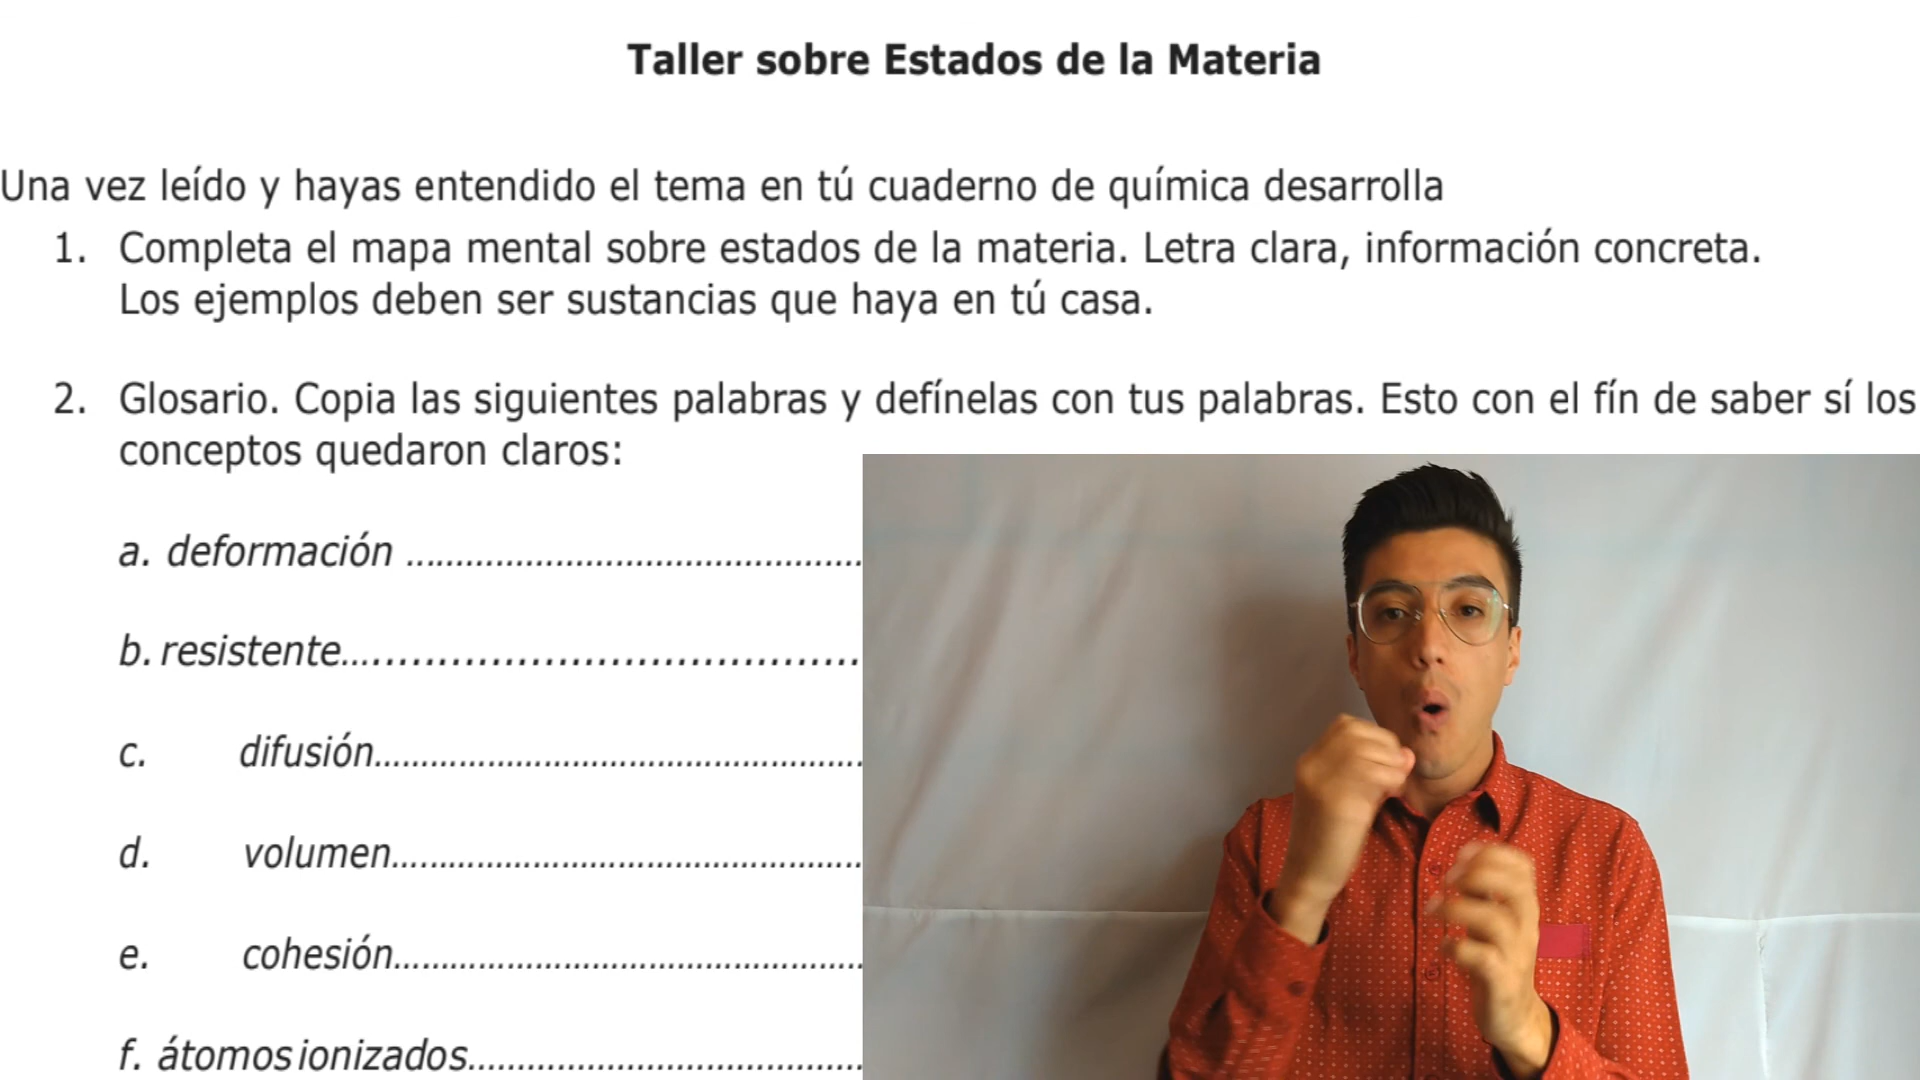 Taller sobre Estados de la Materia
Una vez leído y hayas entendido el tema en tú cuaderno de química desarrolla
1. Completa el mapa mental sobre estados de la materia. Letra clara, información concreta.
Los ejemplos deben ser sustancias que haya en tú casa.
2. Glosario. Copia las siguientes palabras y defínelas con tus palabras. Esto con el fín de saber sí los
conceptos quedaron claros:
a. deformación ..........................................
b. resistente..........................................
c. difusión..........................................
d. volumen..........................................
e. cohesión..........................................
f. átomos ionizados..........................................